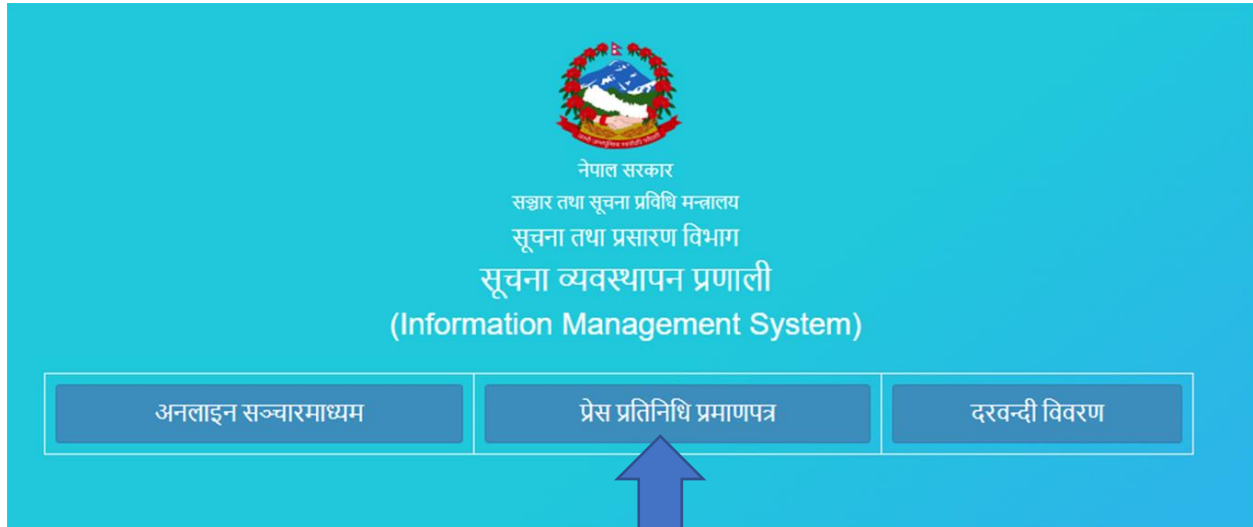 नेपाल सरकार
सञ्चार तथा सूचना प्रविधि मन्त्रालय
सूचना तथा प्रसारण विभाग
सूचना व्यवस्थापन प्रणाली
(Information Management System)
अनलाइन सञ्चारमाध्यम
प्रेस प्रतिनिधि प्रमाणपत्र
दरवन्दी विवरण